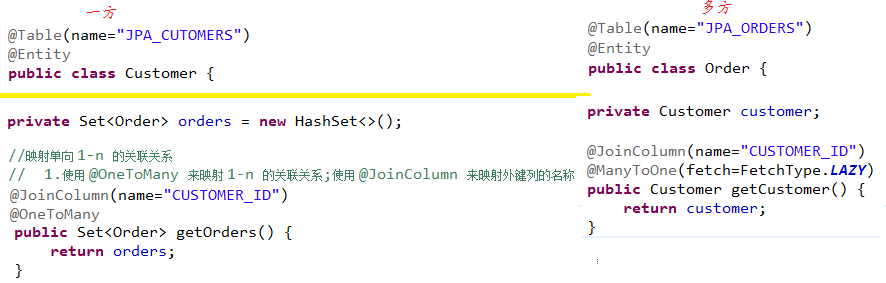 一方
@Table(name="JPA_CUTOMERS")
@Entity
public class Customer {
private Set<Order> orders = new HashSet<>();
//映射单向 1-n 的关联关系
// 1.使用 @OneToMany 来映射 1-n 的关联关系;使用 @JoinColumn 来映射外键列的名称
@JoinColumn(name="CUSTOMER_ID")
@OneToMany
public Set<Order> getOrders() {
return orders;
}
多方
@Table(name="JPA_ORDERS")
@Entity
public class Order {
private Customer customer;
@JoinColumn(name="CUSTOMER_ID")
@ManyToOne(fetch=FetchType.LAZY)
public Customer getCustomer() {
return customer;
}